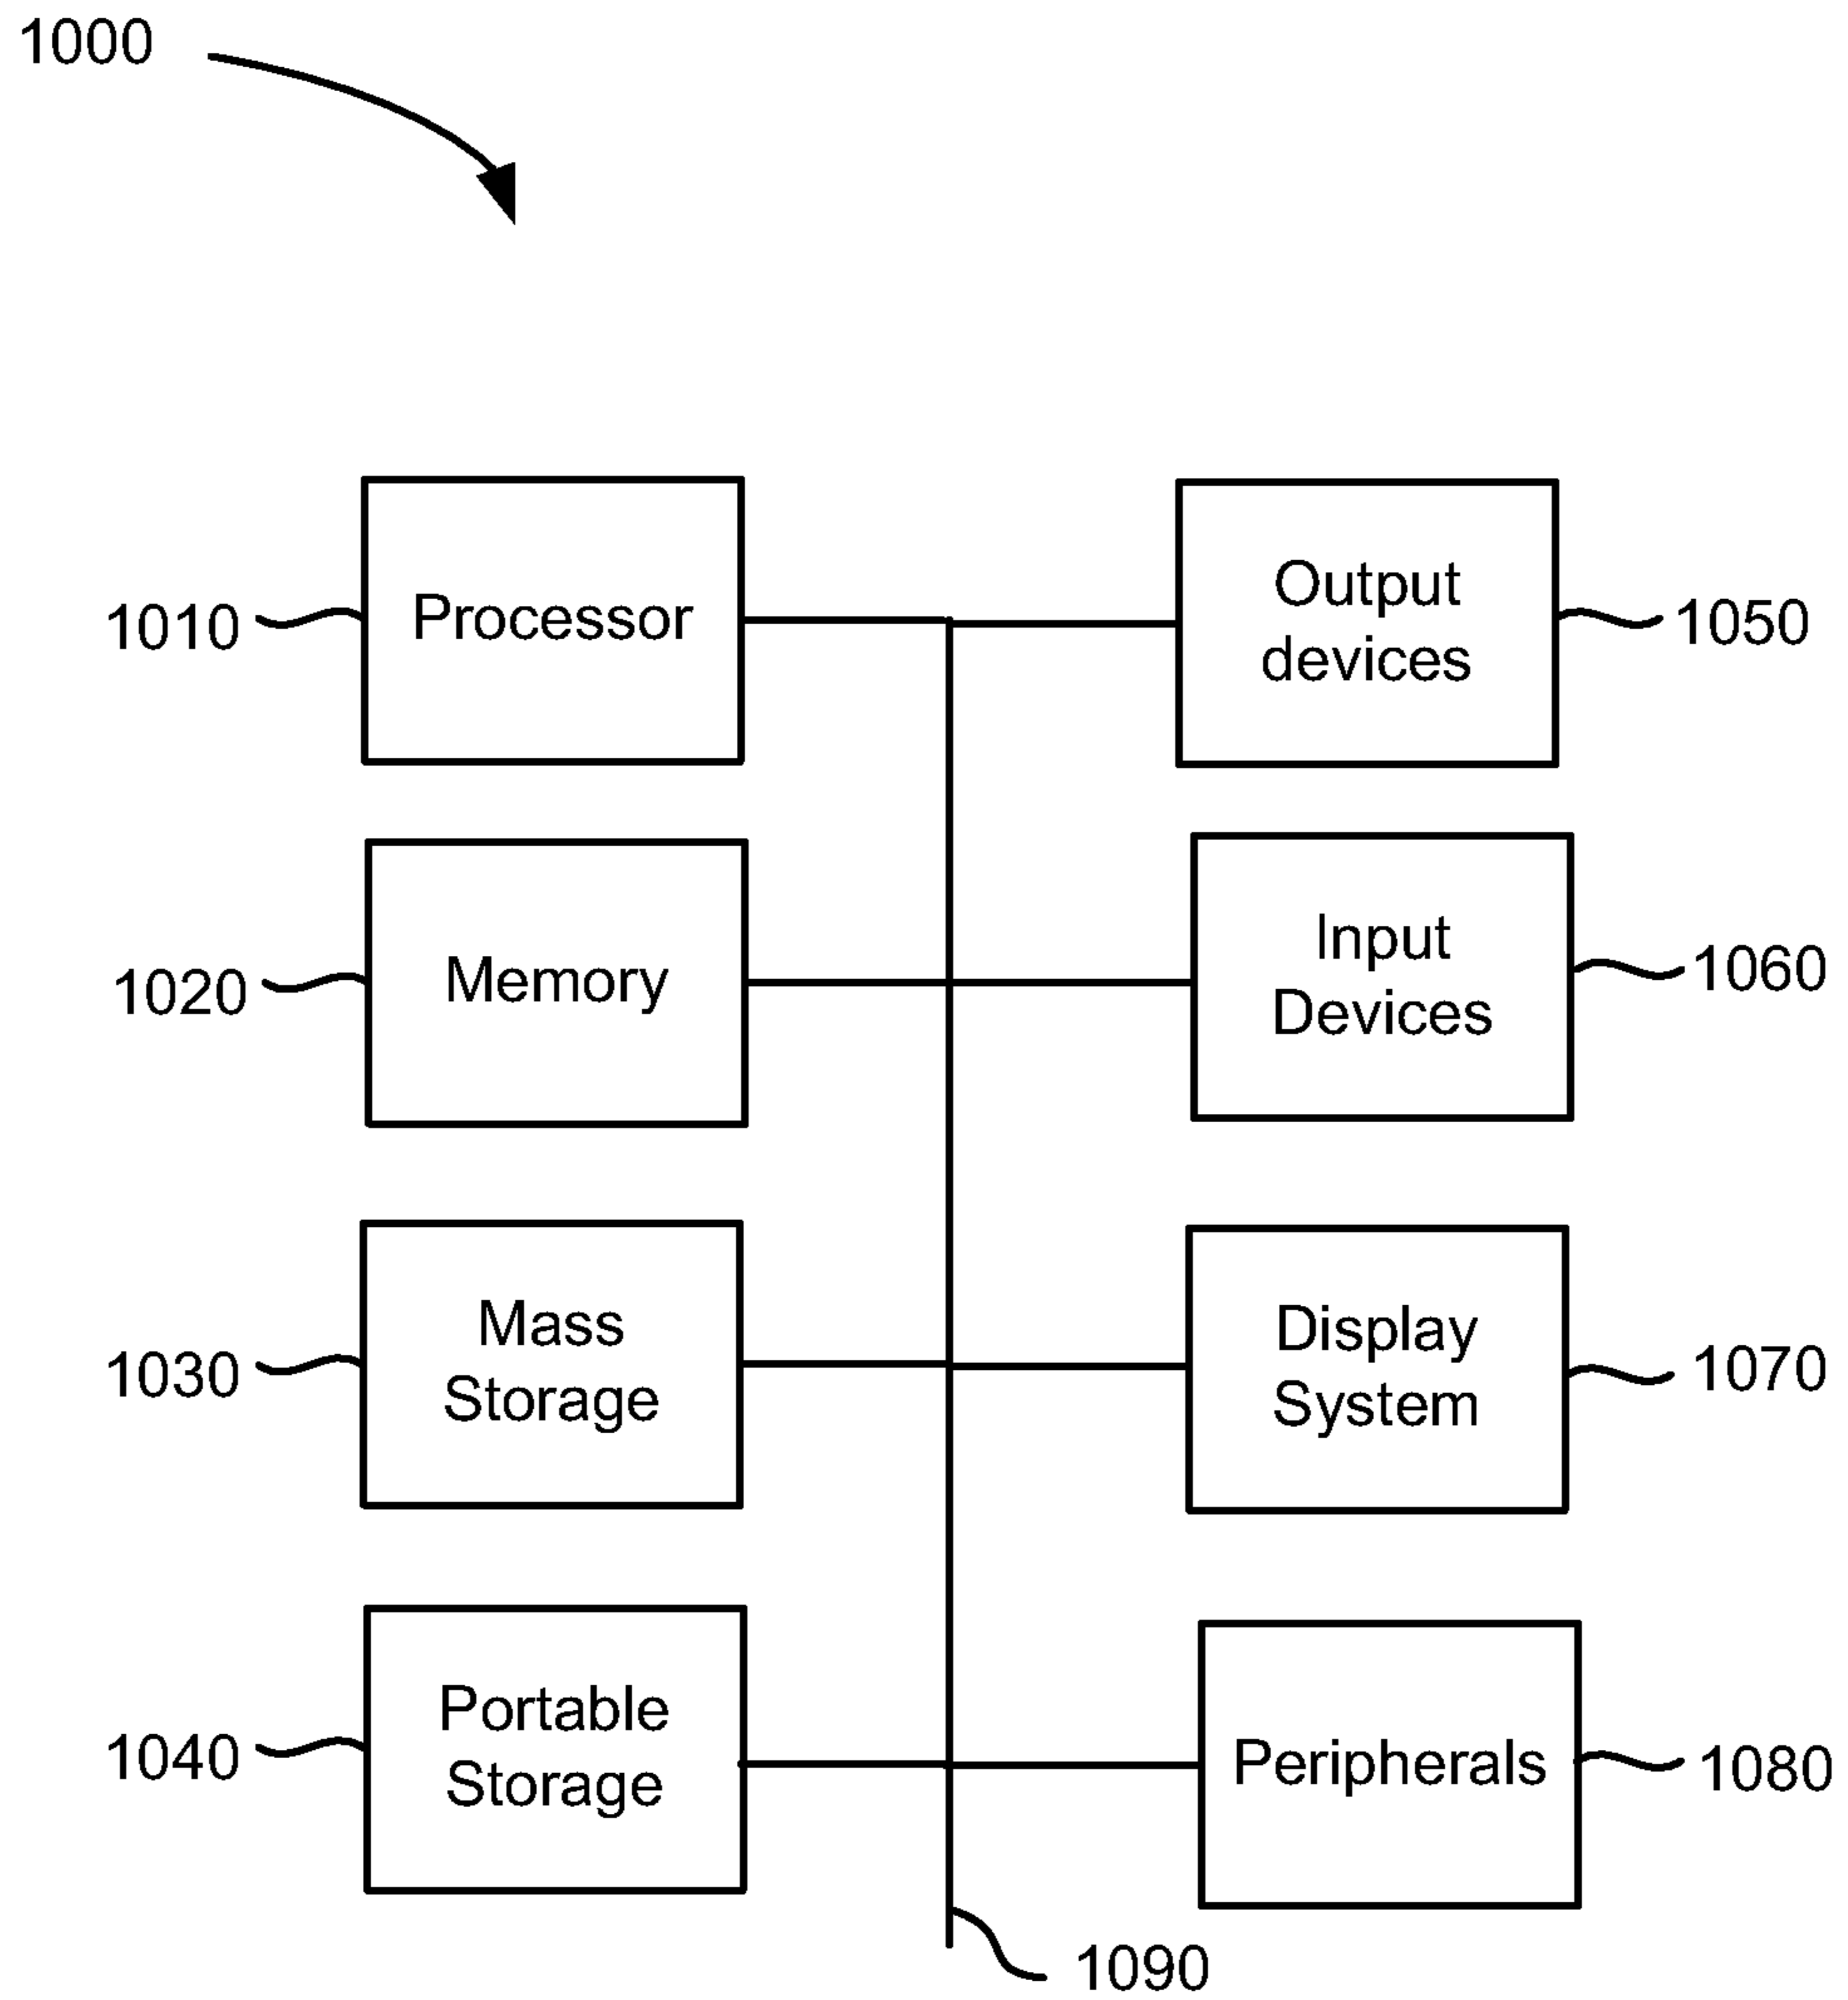 1000
1010
Processor
Output
devices
1050
1020
Memory
Input
Devices
1060
1030
Mass
Storage
Display
System
1070
1040
Portable
Storage
Peripherals
1080
1090